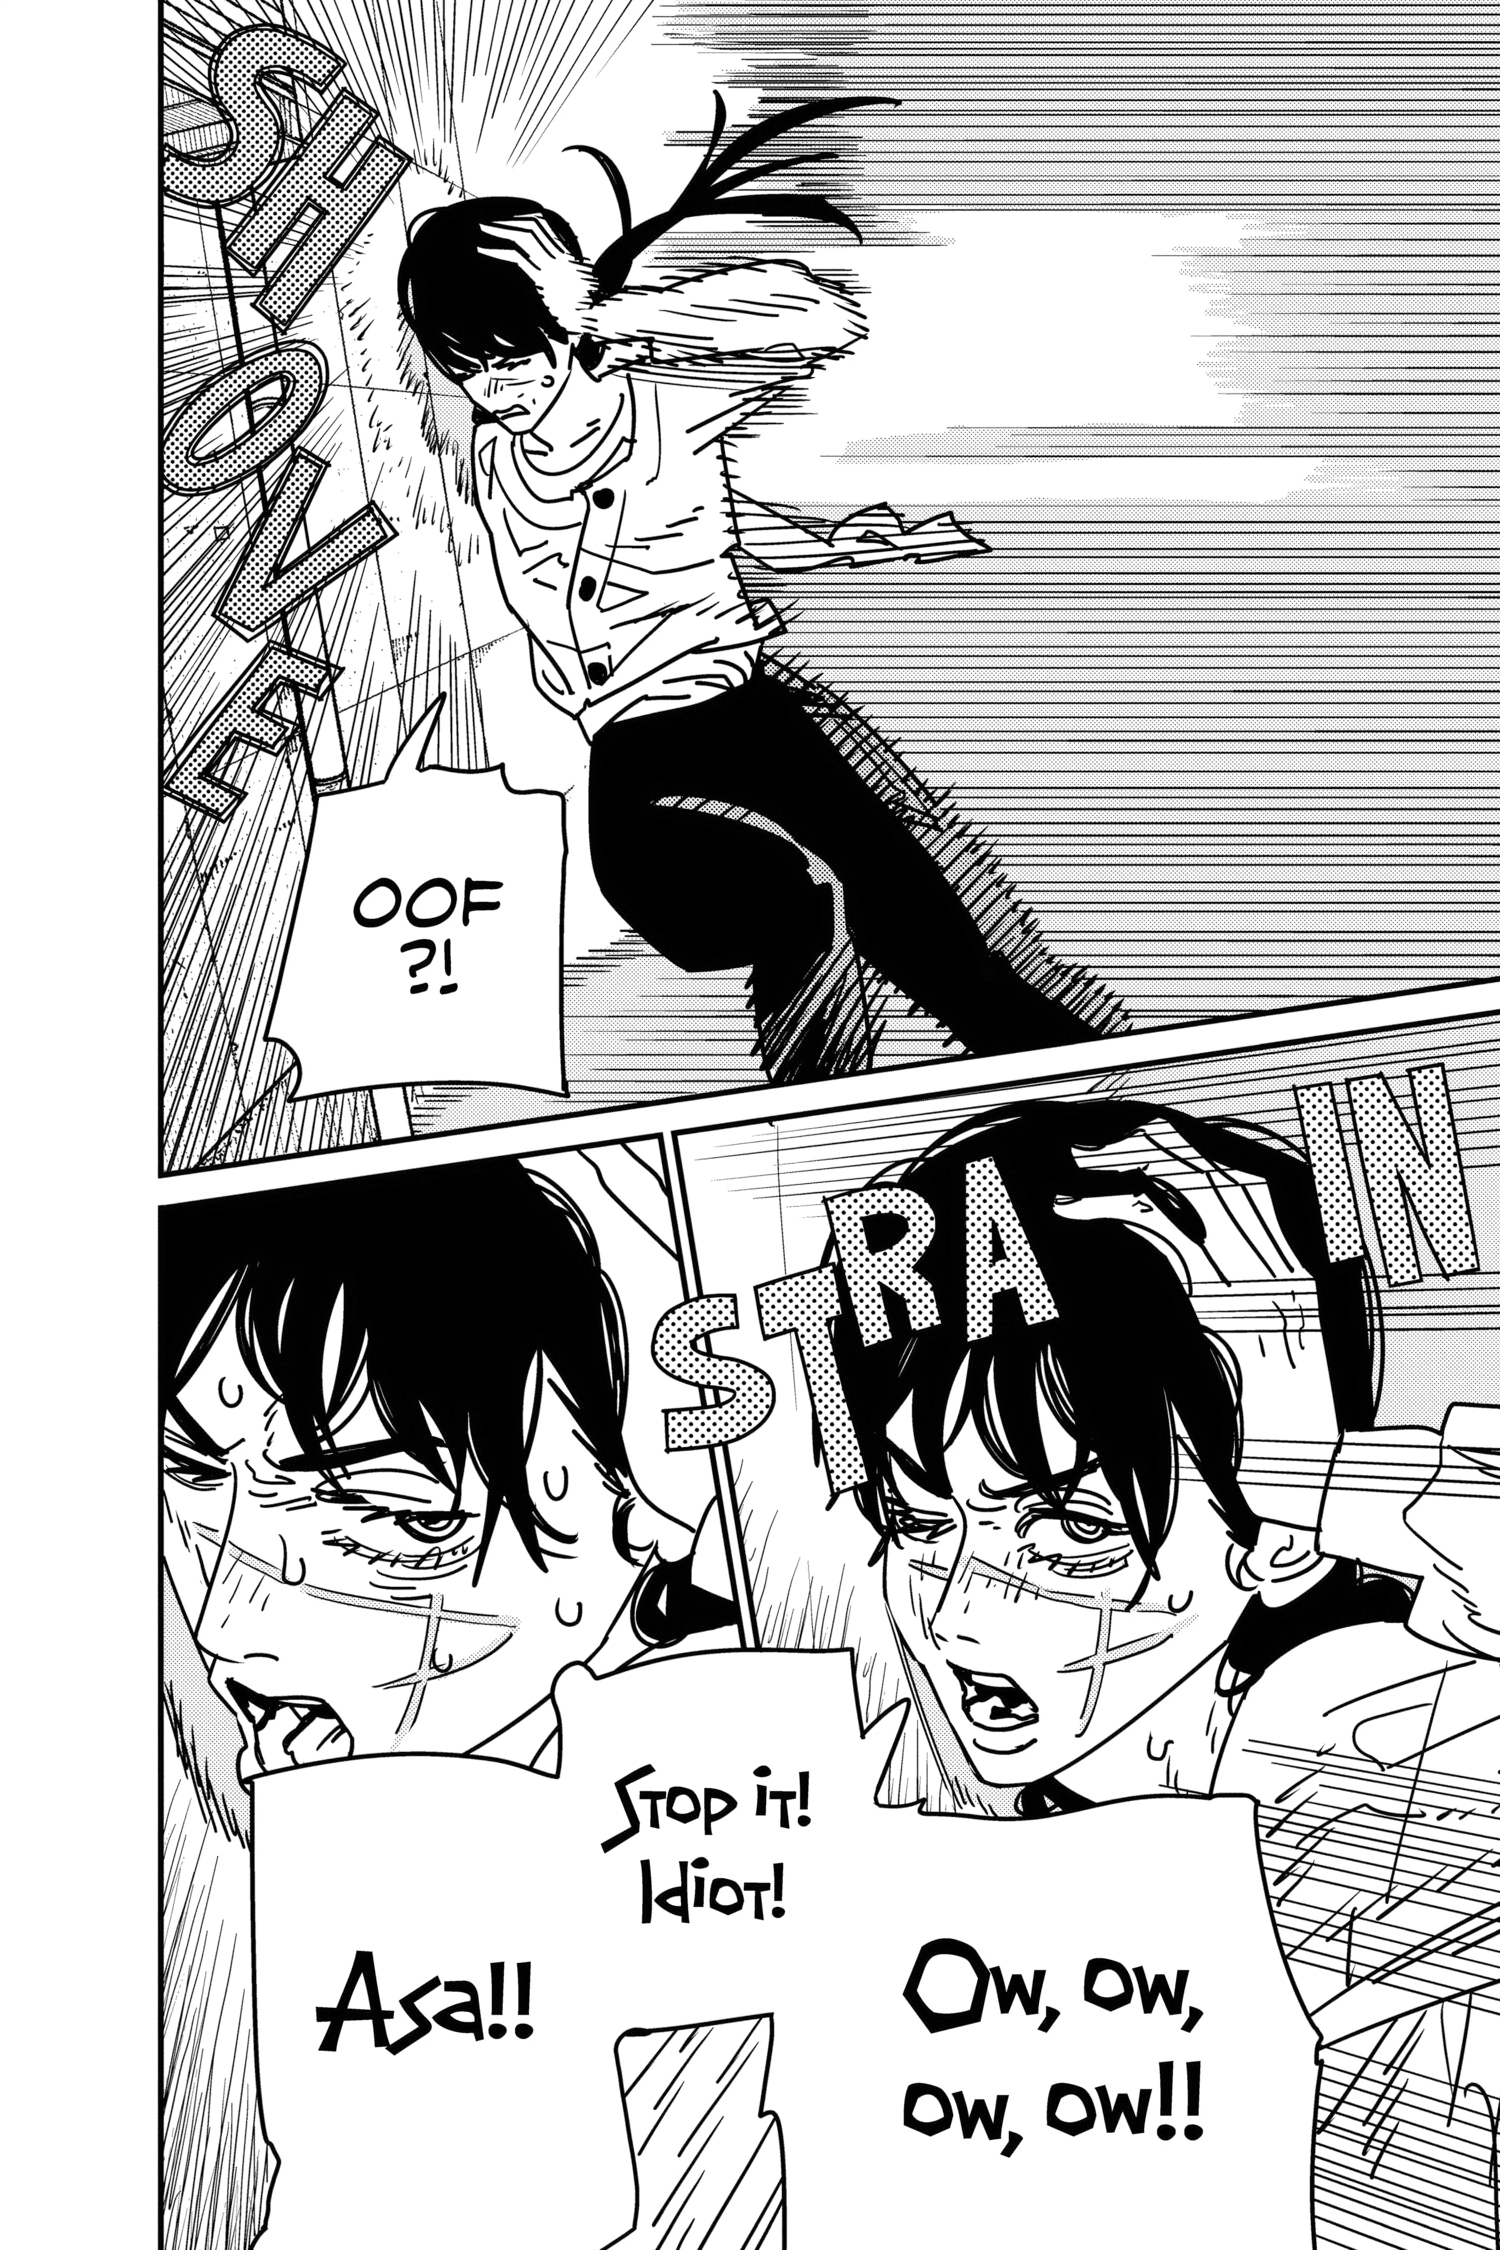 SHOVE
OOF
?!
STRAIN
Ow, ow,
ow, ow!!
Stop it!
Idiot!
Asa!!